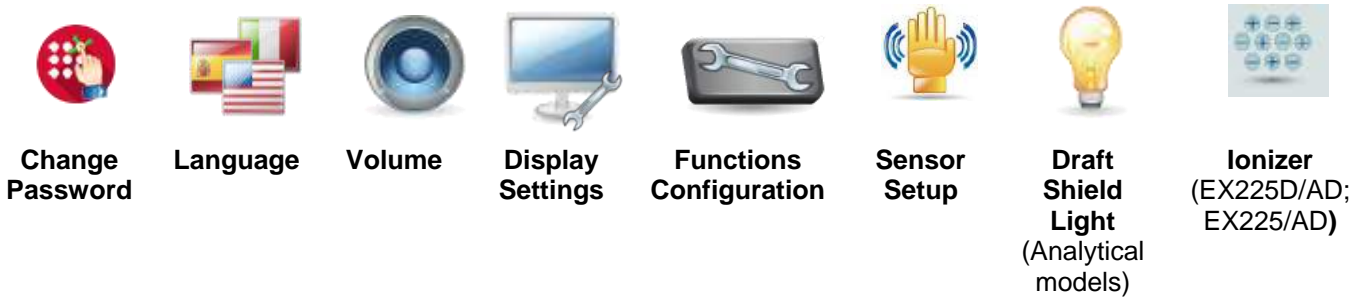 Change
Password
Language
Volume
Display
Settings
Functions
Configuration
Sensor
Setup
Draft
Shield
Light
(Analytical
models)
Ionizer
(EX225D/AD;
EX225/AD)